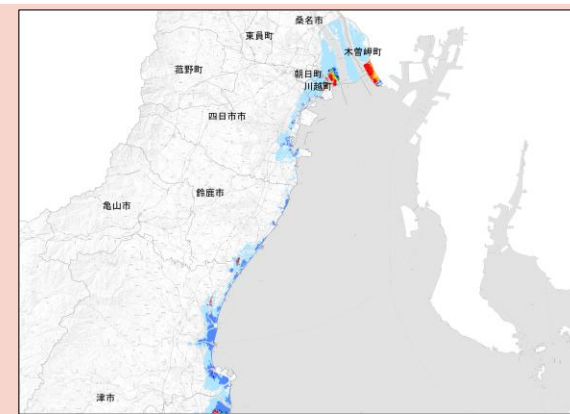 桑名市
東員町
木曽岬町
菰野町
朝日町
川越町
四日市市
鈴鹿市
亀山市
津市